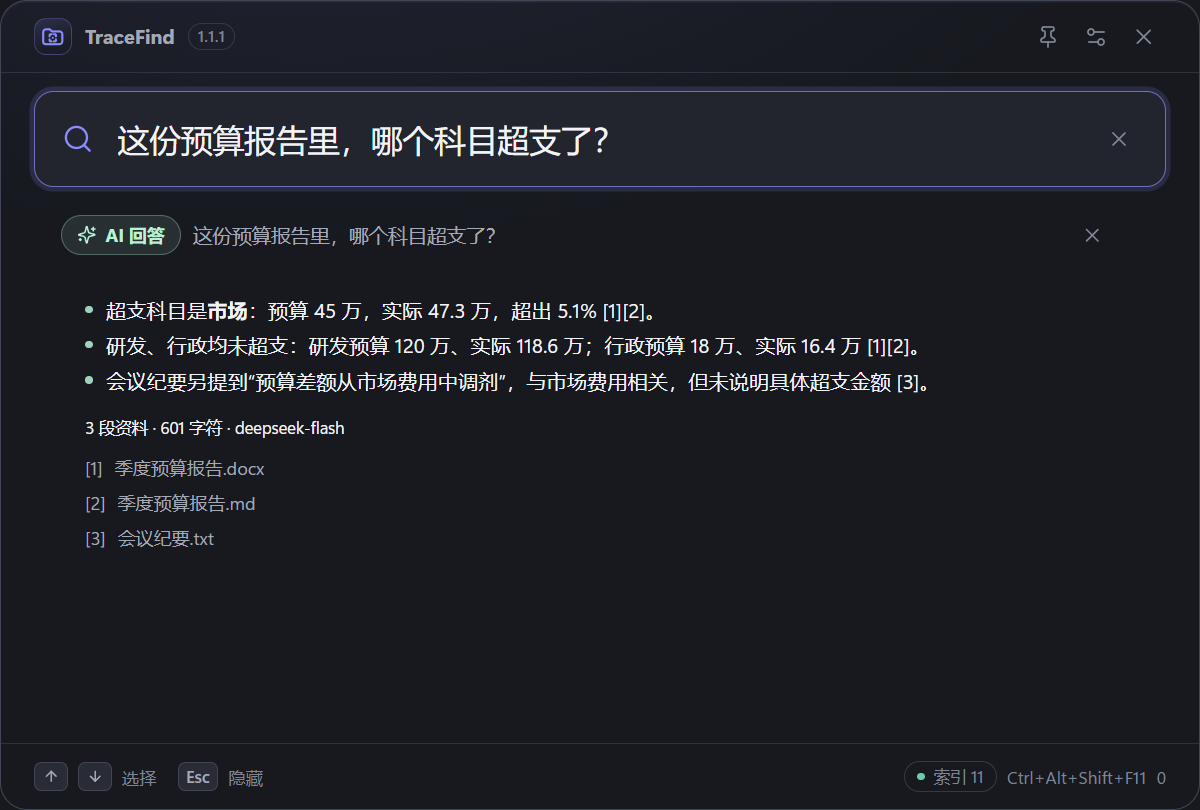 TraceFind 1.1.1
这份预算报告里，哪个科目超支了？
AI 回答 这份预算报告里，哪个科目超支了？
• 超支科目是市场：预算 45 万，实际 47.3 万，超出 5.1% [1][2]。
• 研发、行政均未超支：研发预算 120 万、实际 118.6 万；行政预算 18 万、实际 16.4 万 [1][2]。
• 会议纪要另提到“预算差额从市场费用中调剂”，与市场费用相关，但未说明具体超支金额 [3]。
3 段资料 · 601 字符 · deepseek-flash
[1] 季度预算报告.docx
[2] 季度预算报告.md
[3] 会议纪要.txt
↑ ↓ 选择 Esc 隐藏 索引 11 Ctrl+Alt+Shift+F11 0